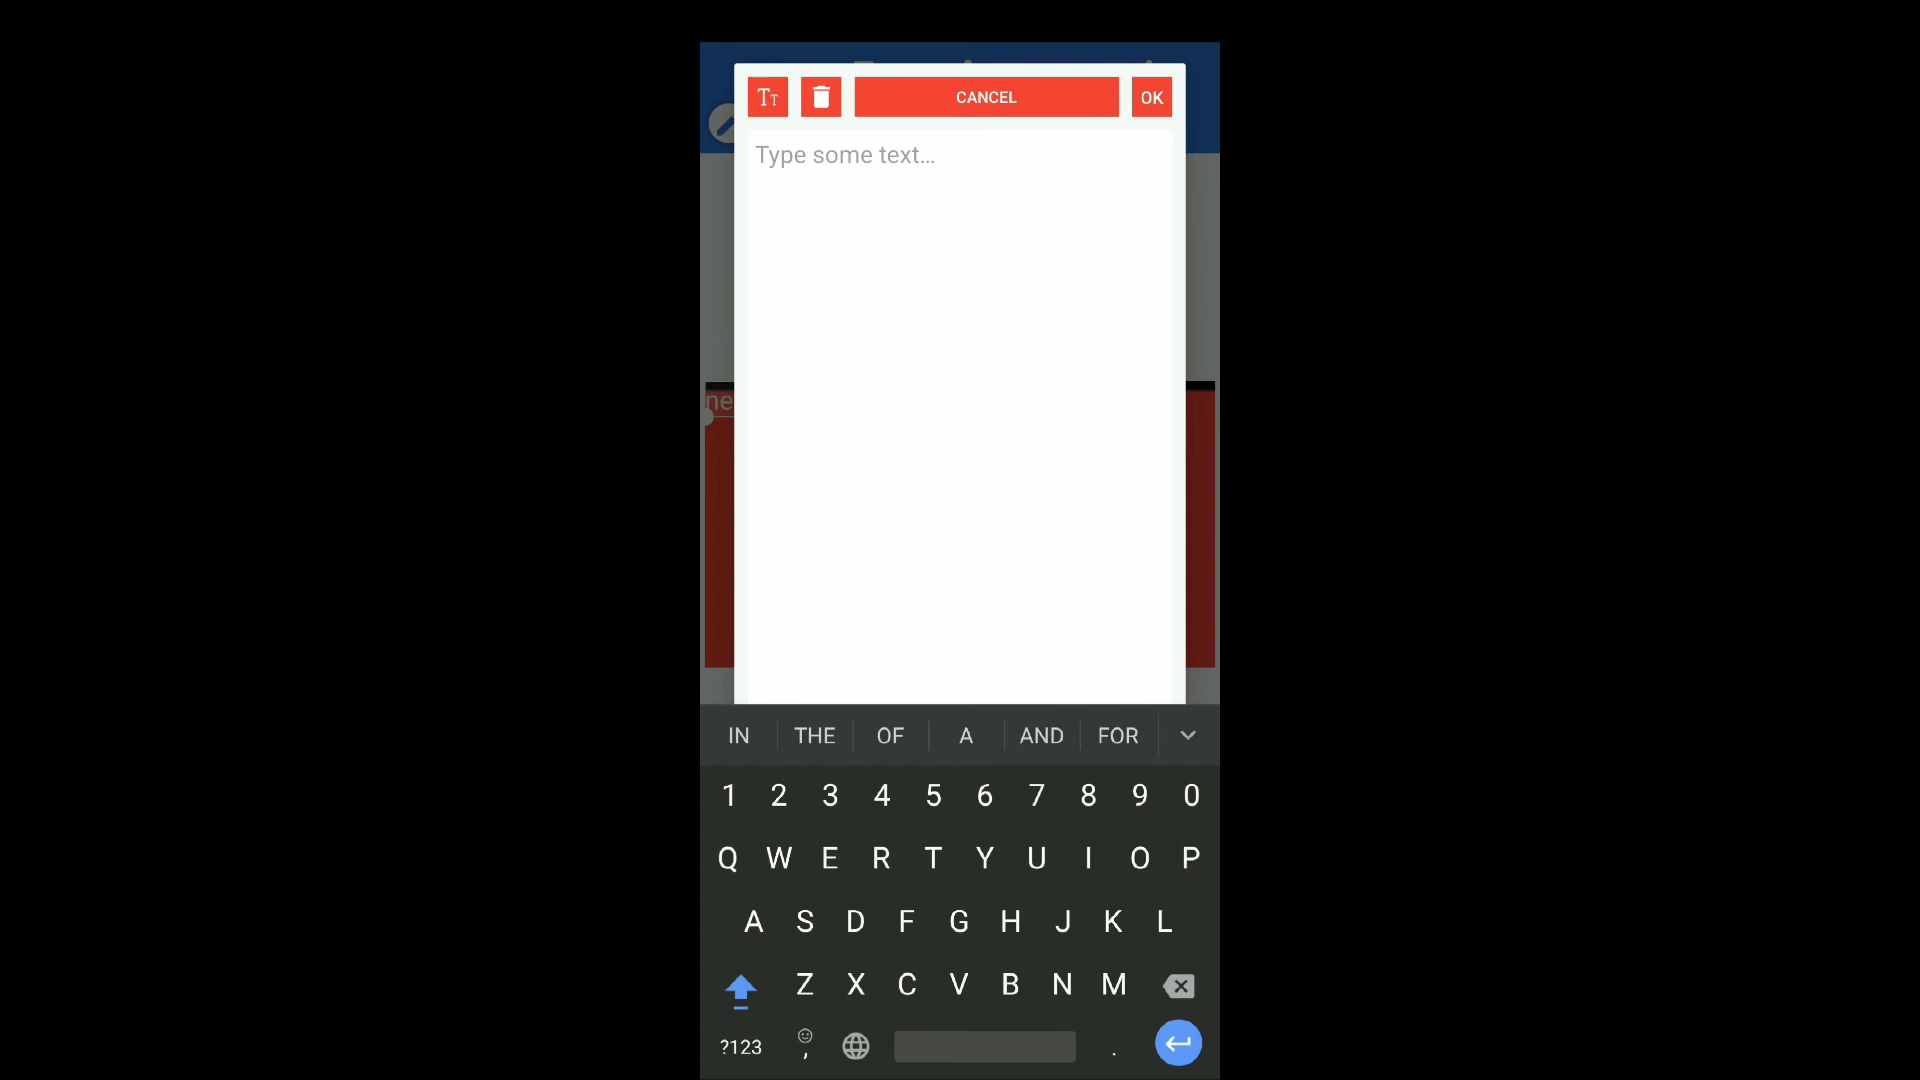 TT CANCEL OK
Type some text...
ne
IN THE OF A AND FOR
1 2 3 4 5 6 7 8 9 0
Q W E R T Y U I O P
A S D F G H J K L
Z X C V B N M
?123 , .